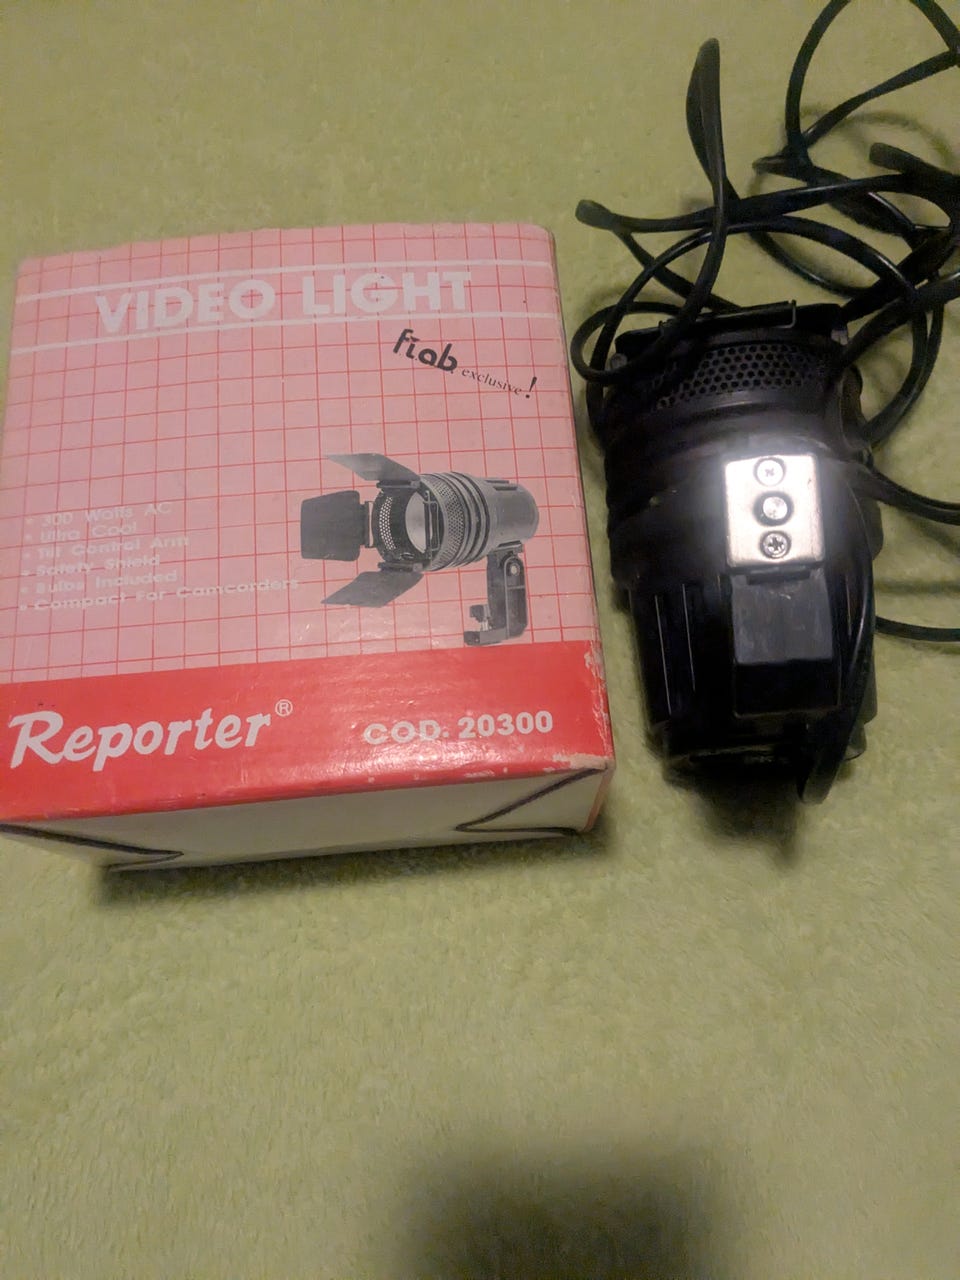 VIDEO LIGHT
fiab
exclusive!
* 300 Watts AC
• Ultra Cool
• Tilt Control Arm
• Safety Shield
• Bulbs Included
• Compact For Camcorders
Reporter®
COD. 20300